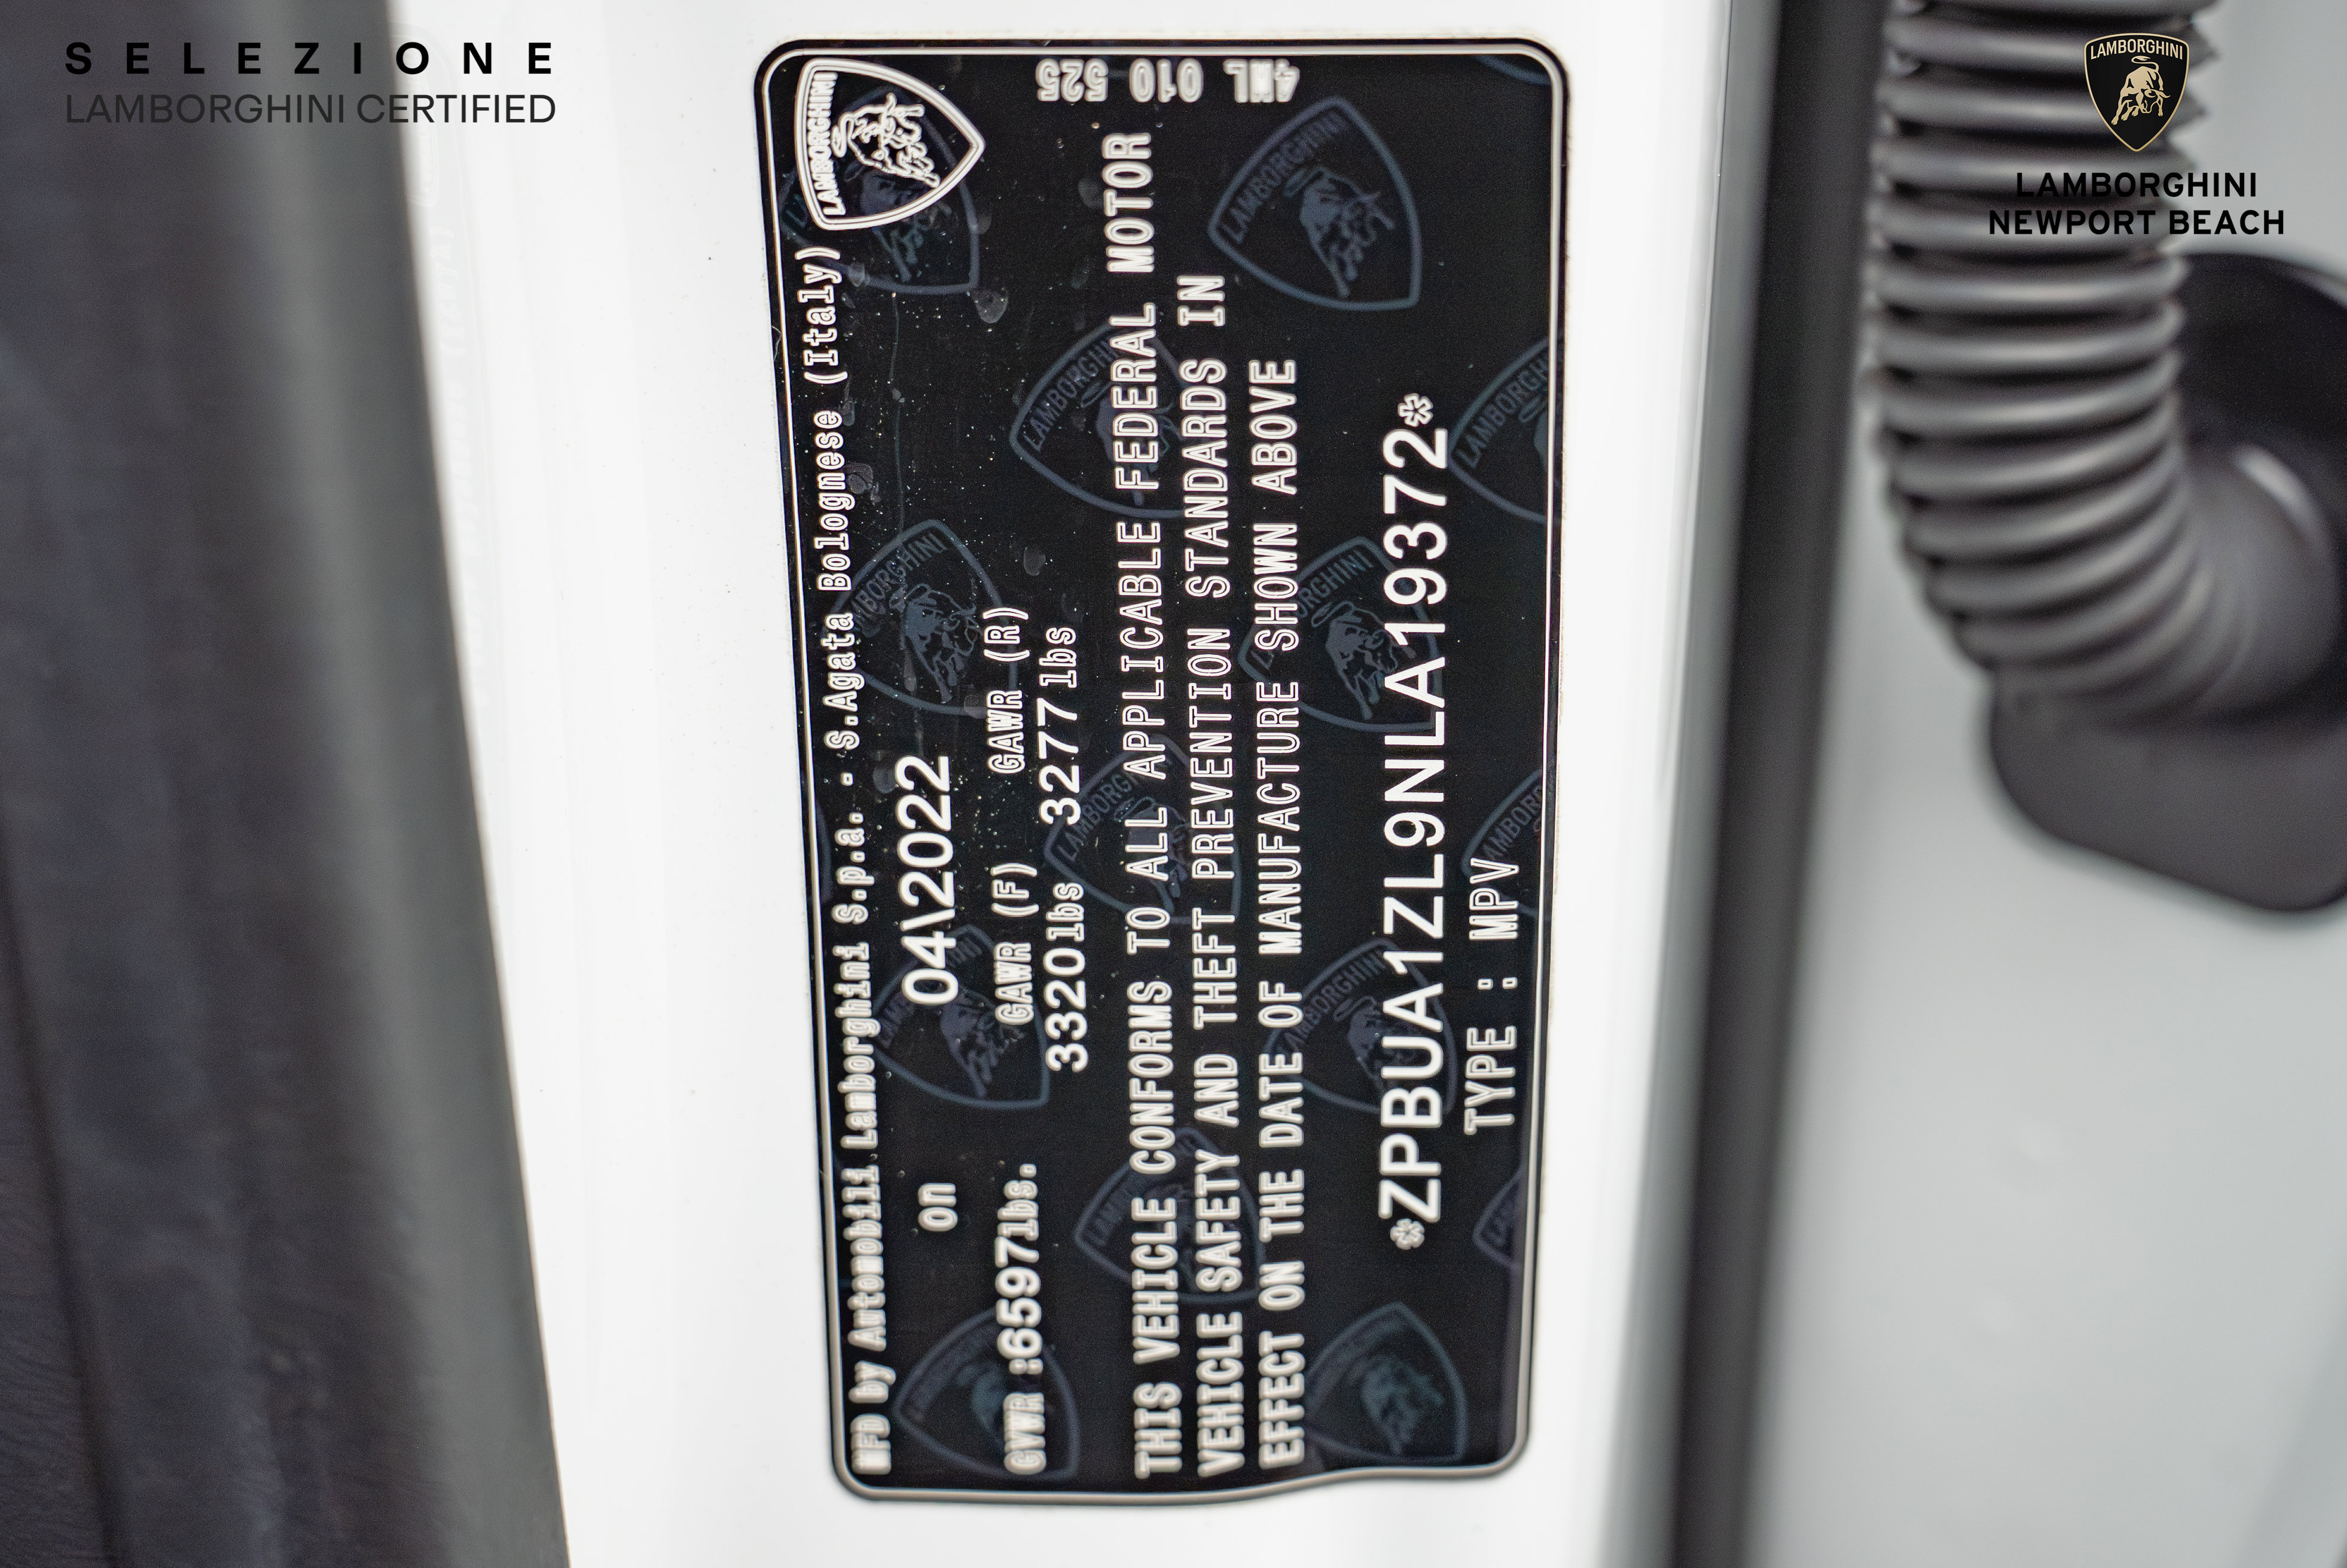 SELEZIONE
LAMBORGHINI CERTIFIED
LAMBORGHINI
LAMBORGHINI
NEWPORT BEACH
LAMBORGHINI
4ML 010 525
MFD by Automobili Lamborghini S.p.a. - S.Agata Bolognese (Italy)
on 04\2022
GVWR :6597lbs. GAWR (F) GAWR (R)
3320lbs 3277lbs
THIS VEHICLE CONFORMS TO ALL APPLICABLE FEDERAL MOTOR
VEHICLE SAFETY AND THEFT PREVENTION STANDARDS IN
EFFECT ON THE DATE OF MANUFACTURE SHOWN ABOVE
*ZPBUA1ZL9NLA19372*
TYPE : MPV